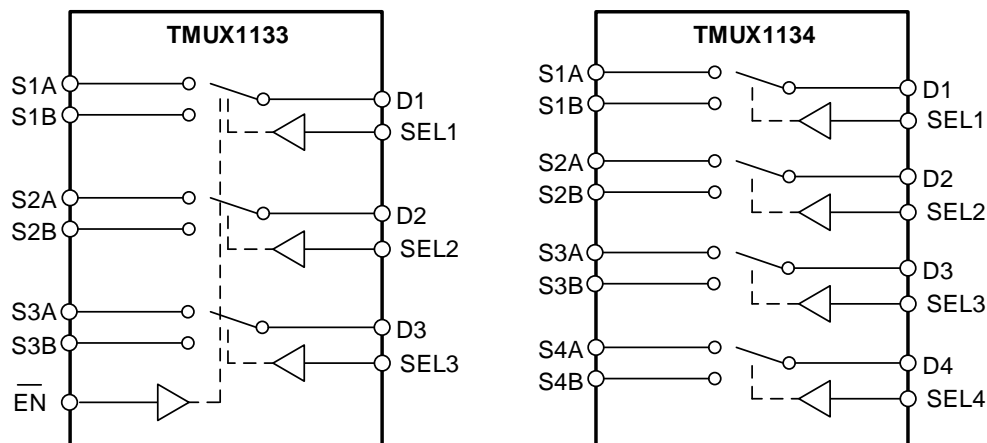 TMUX1133
S1A
S1B
D1
SEL1
S2A
S2B
D2
SEL2
S3A
S3B
D3
SEL3
EN
TMUX1134
S1A
S1B
D1
SEL1
S2A
S2B
D2
SEL2
S3A
S3B
D3
SEL3
S4A
S4B
D4
SEL4